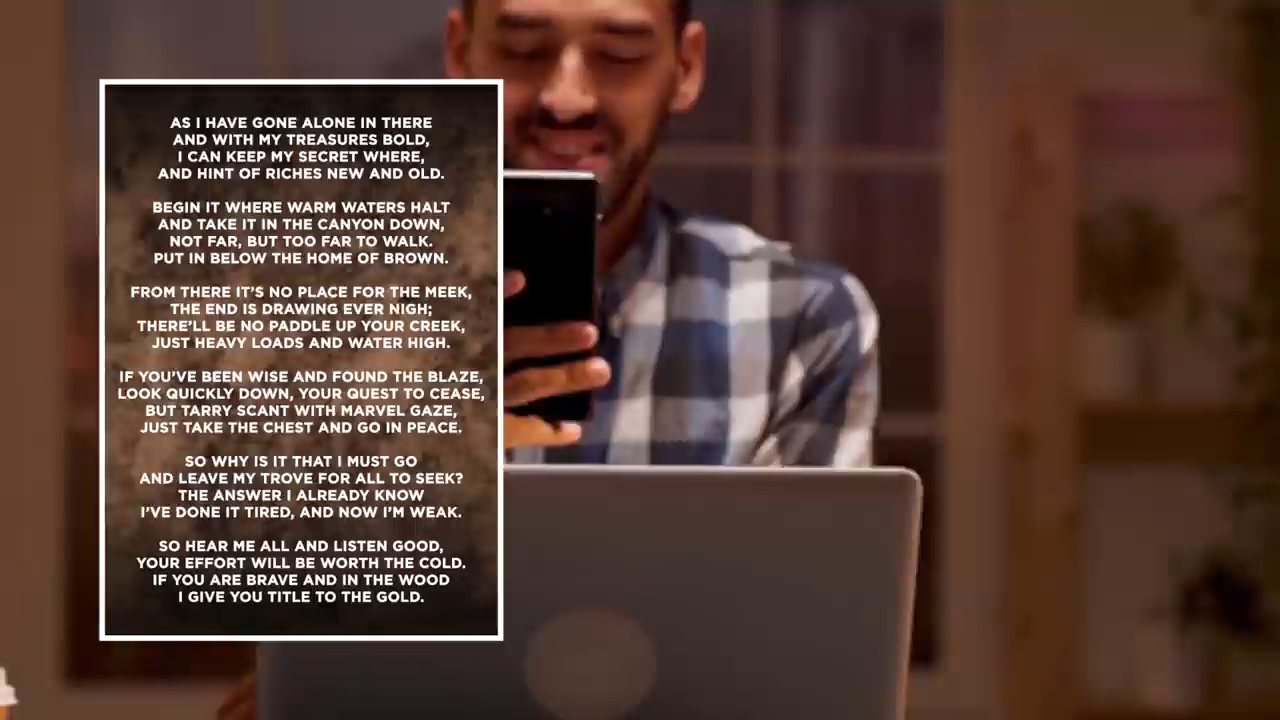 AS I HAVE GONE ALONE IN THERE
AND WITH MY TREASURES BOLD,
I CAN KEEP MY SECRET WHERE,
AND HINT OF RICHES NEW AND OLD.
BEGIN IT WHERE WARM WATERS HALT
AND TAKE IT IN THE CANYON DOWN,
NOT FAR, BUT TOO FAR TO WALK.
PUT IN BELOW THE HOME OF BROWN.
FROM THERE IT'S NO PLACE FOR THE MEEK,
THE END IS DRAWING EVER NIGH;
THERE'LL BE NO PADDLE UP YOUR CREEK,
JUST HEAVY LOADS AND WATER HIGH.
IF YOU'VE BEEN WISE AND FOUND THE BLAZE,
LOOK QUICKLY DOWN, YOUR QUEST TO CEASE,
BUT TARRY SCANT WITH MARVEL GAZE,
JUST TAKE THE CHEST AND GO IN PEACE.
SO WHY IS IT THAT I MUST GO
AND LEAVE MY TROVE FOR ALL TO SEEK?
THE ANSWER I ALREADY KNOW
I'VE DONE IT TIRED, AND NOW I'M WEAK.
SO HEAR ME ALL AND LISTEN GOOD,
YOUR EFFORT WILL BE WORTH THE COLD.
IF YOU ARE BRAVE AND IN THE WOOD
I GIVE YOU TITLE TO THE GOLD.